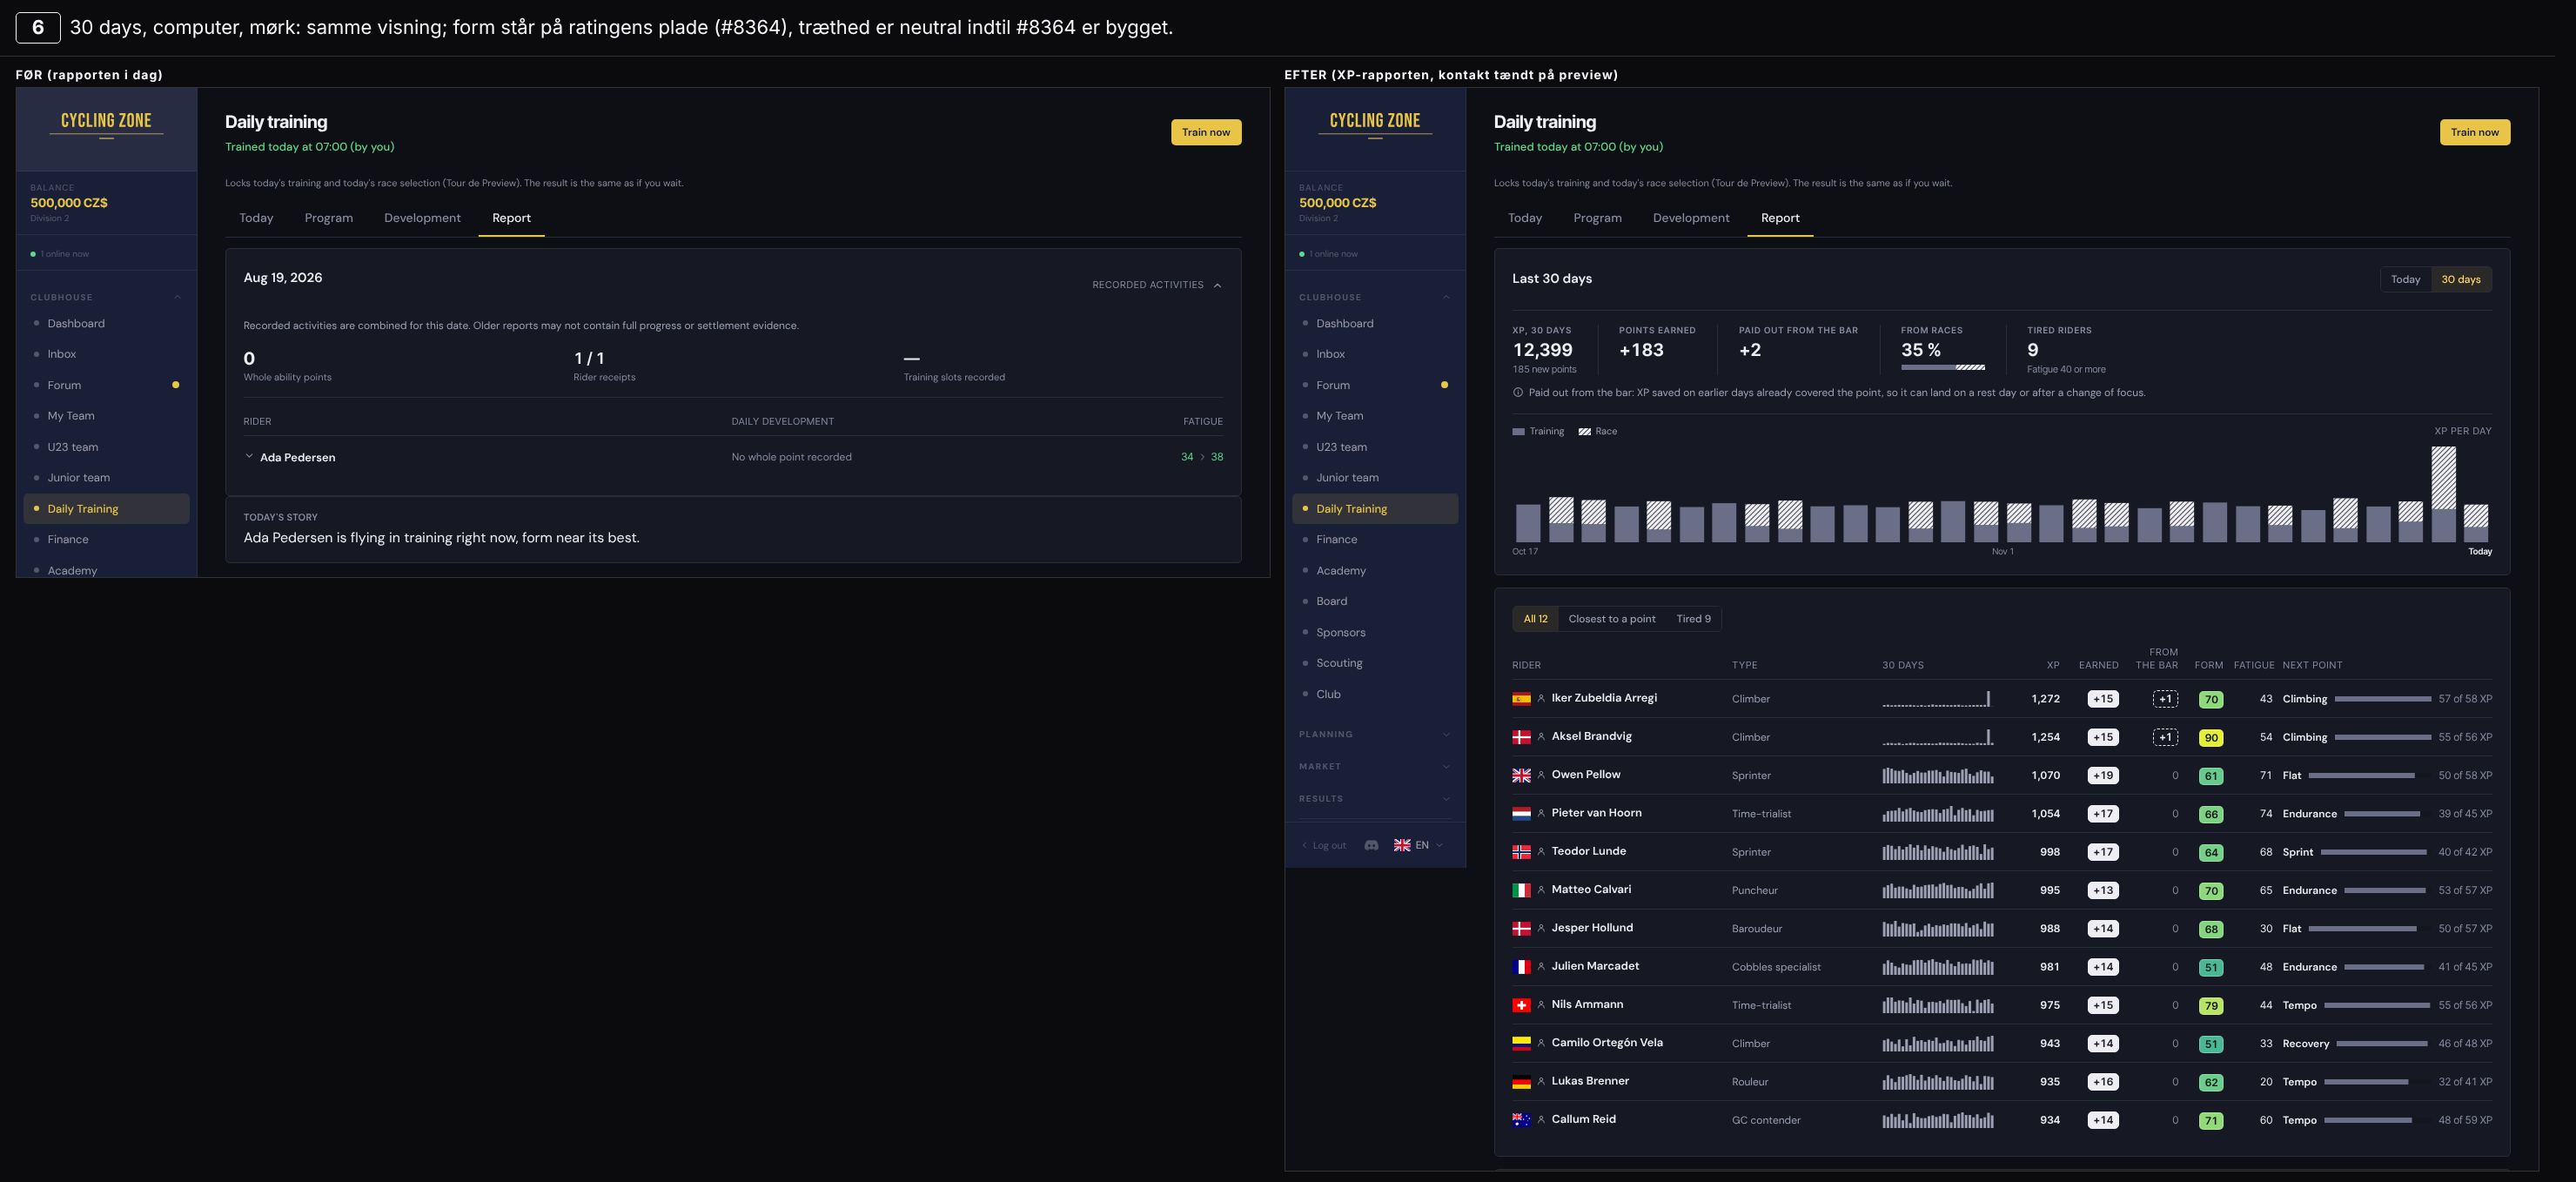 6 30 days, computer, mørk: samme visning; form står på ratingens plade (#8364), træthed er neutral indtil #8364 er bygget.
FØR (rapporten i dag)
CYCLING ZONE
BALANCE
500,000 CZ$
Division 2
1 online now
CLUBHOUSE
Dashboard
Inbox
Forum
My Team
U23 team
Junior team
Daily Training
Finance
Academy
Daily training
Trained today at 07:00 (by you)
Train now
Locks today's training and today's race selection (Tour de Preview). The result is the same as if you wait.
Today Program Development Report
Aug 19, 2026
RECORDED ACTIVITIES
Recorded activities are combined for this date. Older reports may not contain full progress or settlement evidence.
0 1 / 1 —
Whole ability points Rider receipts Training slots recorded
RIDER DAILY DEVELOPMENT FATIGUE
Ada Pedersen No whole point recorded 34 > 38
TODAY'S STORY
Ada Pedersen is flying in training right now, form near its best.
EFTER (XP-rapporten, kontakt tændt på preview)
CYCLING ZONE
BALANCE
500,000 CZ$
Division 2
1 online now
CLUBHOUSE
Dashboard
Inbox
Forum
My Team
U23 team
Junior team
Daily Training
Finance
Academy
Board
Sponsors
Scouting
Club
PLANNING
MARKET
RESULTS
Log out EN
Daily training
Trained today at 07:00 (by you)
Train now
Locks today's training and today's race selection (Tour de Preview). The result is the same as if you wait.
Today Program Development Report
Last 30 days
Today 30 days
XP, 30 DAYS POINTS EARNED PAID OUT FROM THE BAR FROM RACES TIRED RIDERS
12,399 +183 +2 35 % 9
185 new points Fatigue 40 or more
Paid out from the bar: XP saved on earlier days already covered the point, so it can land on a rest day or after a change of focus.
Training Race XP PER DAY
Oct 17 Nov 1 Today
All 12 Closest to a point Tired 9
RIDER TYPE 30 DAYS XP EARNED FROM THE BAR FORM FATIGUE NEXT POINT
Iker Zubeldia Arregi Climber 1,272 +15 +1 70 43 Climbing 57 of 58 XP
Aksel Brandvig Climber 1,254 +15 +1 90 54 Climbing 55 of 56 XP
Owen Pellow Sprinter 1,070 +19 0 61 71 Flat 50 of 58 XP
Pieter van Hoorn Time-trialist 1,054 +17 0 66 74 Endurance 39 of 45 XP
Teodor Lunde Sprinter 998 +17 0 64 68 Sprint 40 of 42 XP
Matteo Calvari Puncheur 995 +13 0 70 65 Endurance 53 of 57 XP
Jesper Hollund Baroudeur 988 +14 0 68 30 Flat 50 of 57 XP
Julien Marcadet Cobbles specialist 981 +14 0 51 48 Endurance 41 of 45 XP
Nils Ammann Time-trialist 975 +15 0 79 44 Tempo 55 of 56 XP
Camilo Ortegón Vela Climber 943 +14 0 51 33 Recovery 46 of 48 XP
Lukas Brenner Rouleur 935 +16 0 62 20 Tempo 32 of 41 XP
Callum Reid GC contender 934 +14 0 71 60 Tempo 48 of 59 XP